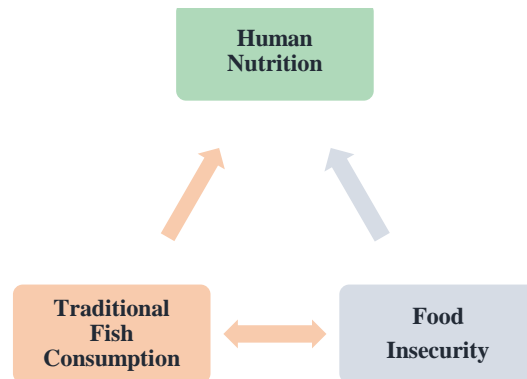 Human
Nutrition
Traditional
Fish
Consumption
Food
Insecurity